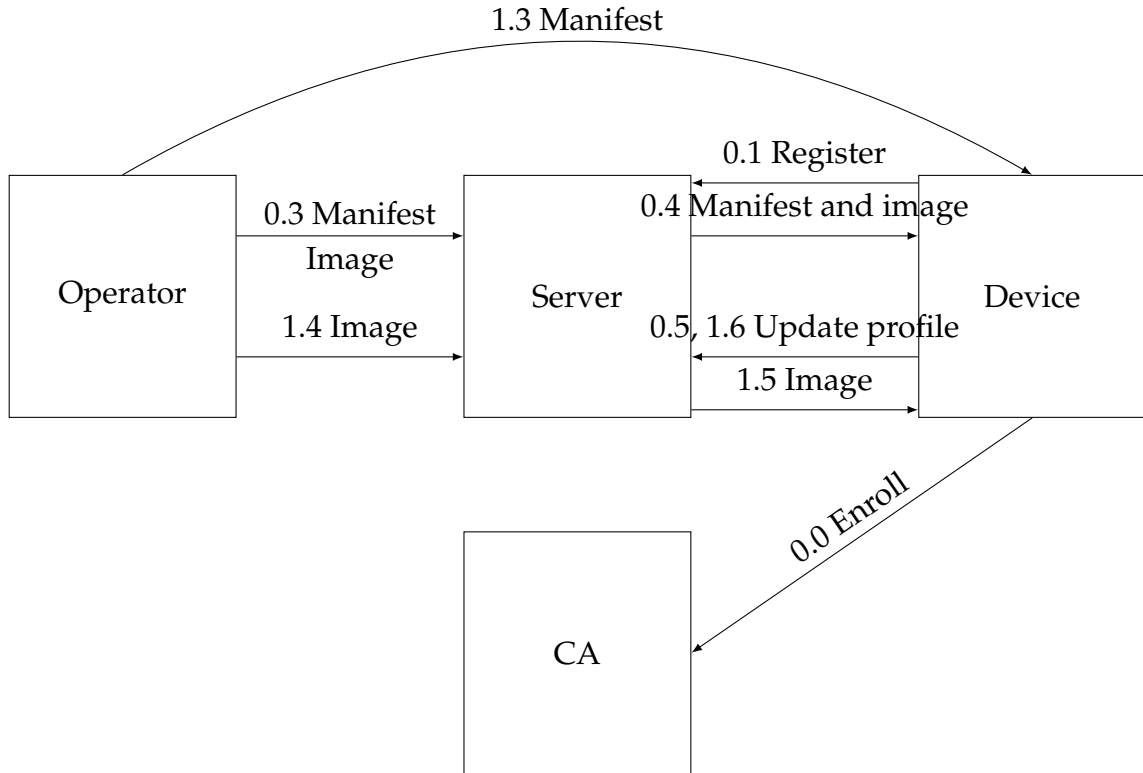 1.3 Manifest
0.1 Register
0.3 Manifest
Image
0.4 Manifest and image
Operator
Server
Device
1.4 Image
0.5, 1.6 Update profile
1.5 Image
0.0 Enroll
CA